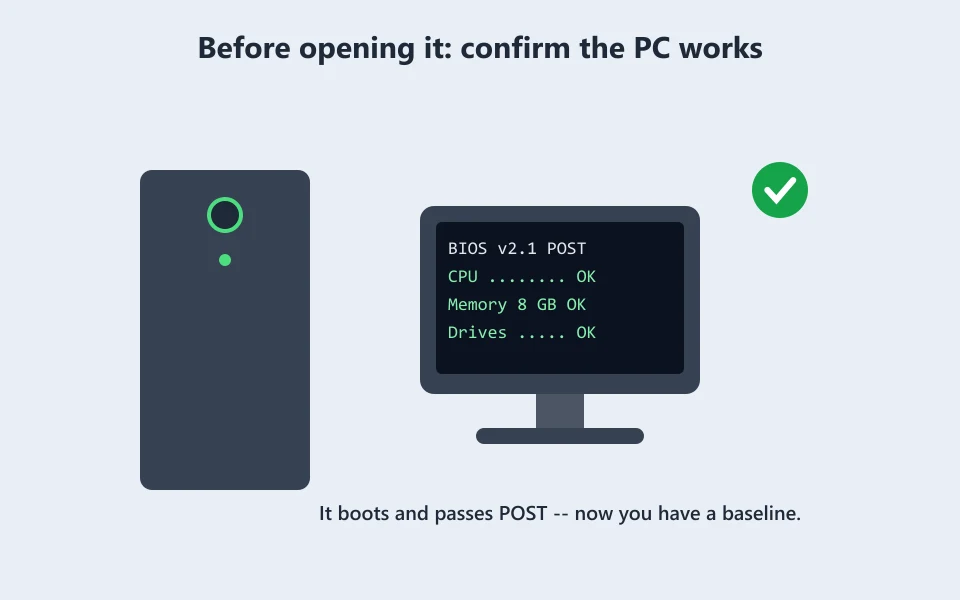 Before opening it: confirm the PC works
BIOS v2.1 POST
CPU ........ OK
Memory 8 GB OK
Drives ..... OK
It boots and passes POST -- now you have a baseline.